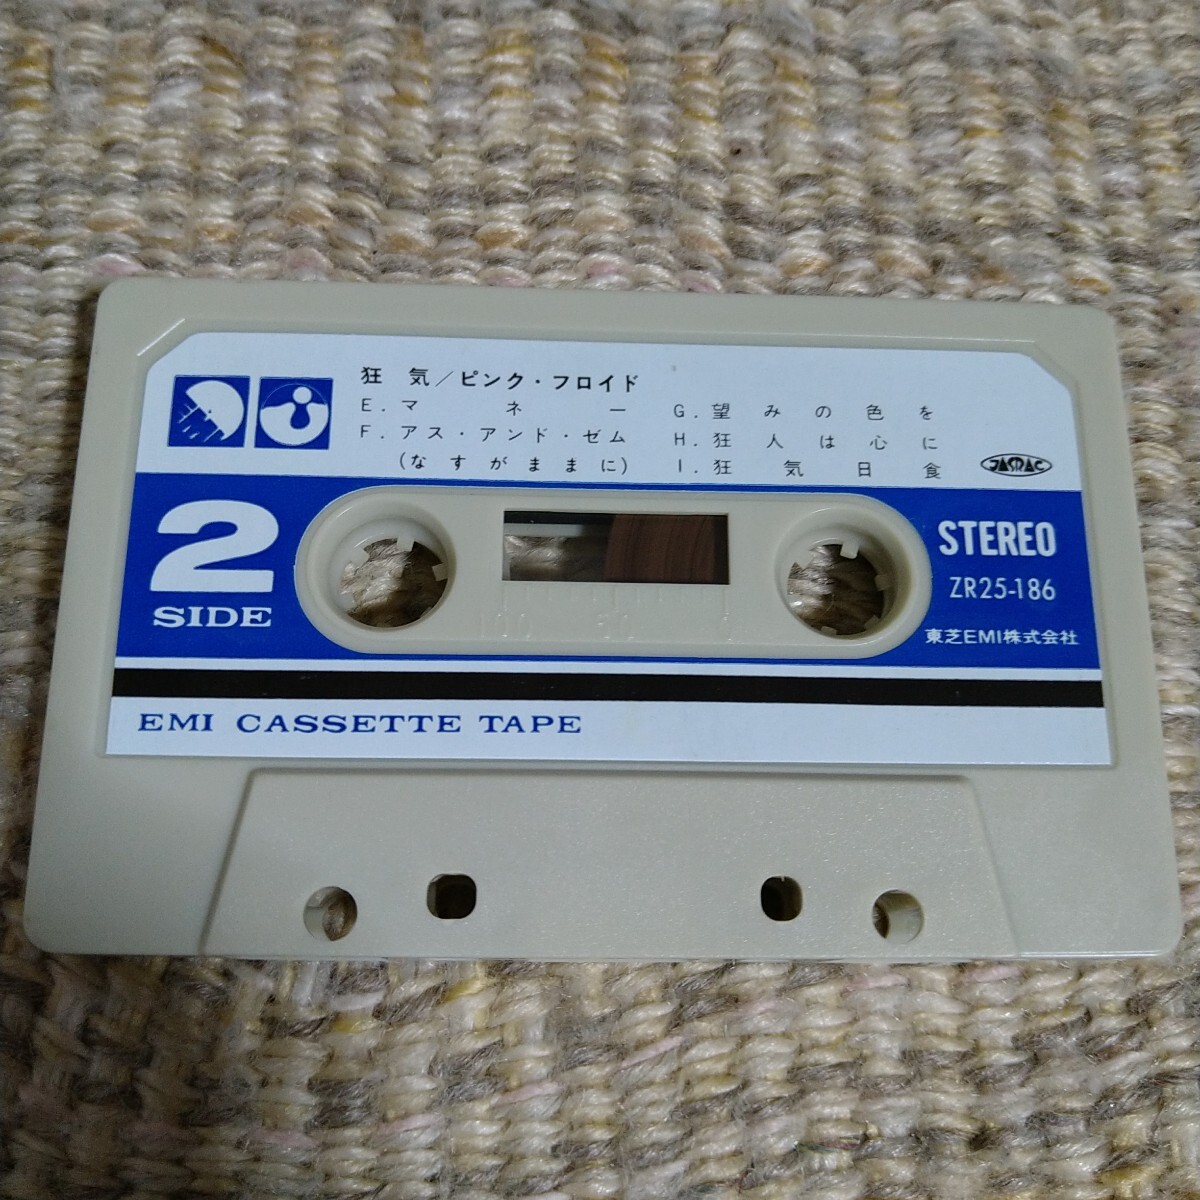 狂気/ピンク・フロイド
E.マネー
F.アス・アンド・ゼム
(なすがままに)
G.望みの色を
H.狂人は心に
I.狂気日食
JASRAC
2
SIDE
STEREO
ZR25-186
東芝EMI株式会社
100 50 0
EMI CASSETTE TAPE